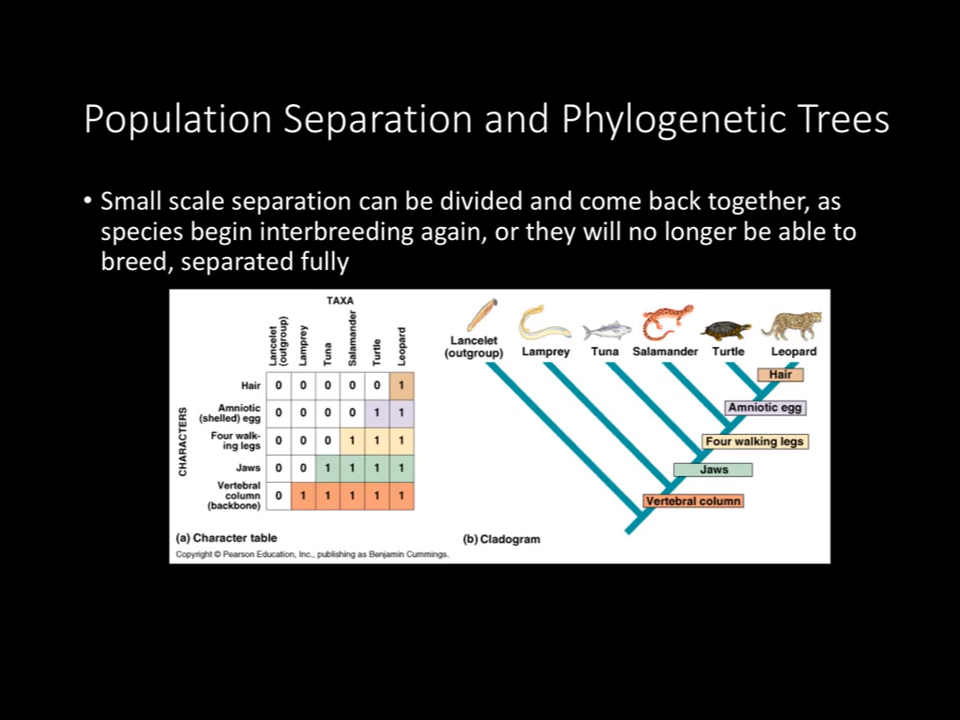 Population Separation and Phylogenetic Trees
• Small scale separation can be divided and come back together, as
species begin interbreeding again, or they will no longer be able to
breed, separated fully
TAXA
Lancelet
(outgroup)
Lamprey
Tuna
Salamander
Turtle
Leopard
CHARACTERS
Hair 0 0 0 0 0 1
Amniotic
(shelled) egg 0 0 0 0 1 1
Four walk-
ing legs 0 0 0 1 1 1
Jaws 0 0 1 1 1 1
Vertebral
column
(backbone) 0 1 1 1 1 1
(a) Character table
Copyright © Pearson Education, Inc., publishing as Benjamin Cummings.
Lancelet
(outgroup)
Lamprey
Tuna
Salamander
Turtle
Leopard
Hair
Amniotic egg
Four walking legs
Jaws
Vertebral column
(b) Cladogram